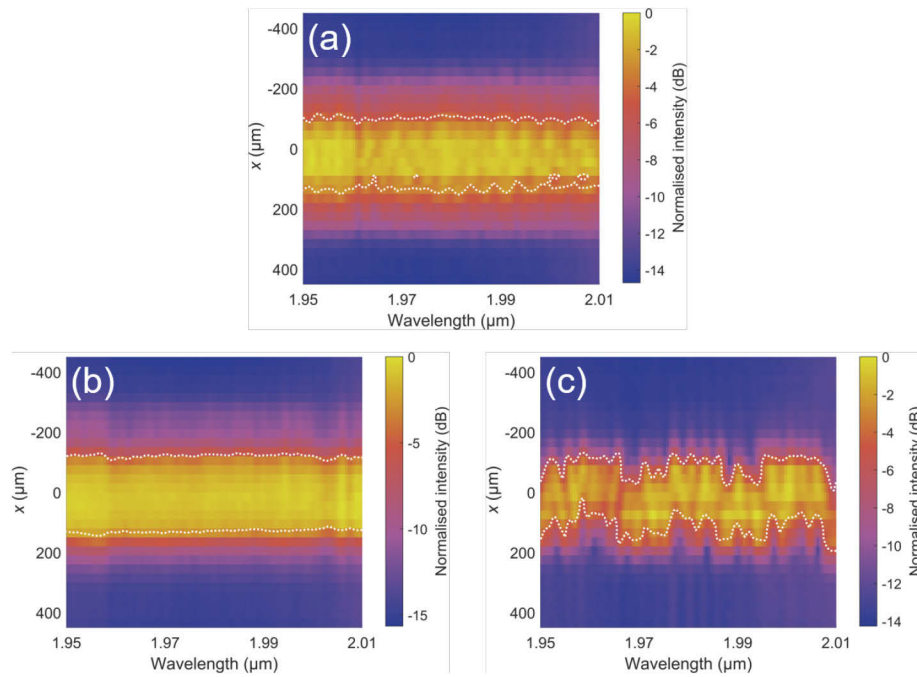 (a)
-400
-200
0
200
400
x (µm)
1.95 1.97 1.99 2.01
Wavelength (µm)
0
-2
-4
-6
-8
-10
-12
-14
Normalised intensity (dB)
(b)
-400
-200
0
200
400
x (µm)
1.95 1.97 1.99 2.01
Wavelength (µm)
0
-5
-10
-15
Normalised intensity (dB)
(c)
-400
-200
0
200
400
x (µm)
1.95 1.97 1.99 2.01
Wavelength (µm)
0
-2
-4
-6
-8
-10
-12
-14
Normalised intensity (dB)